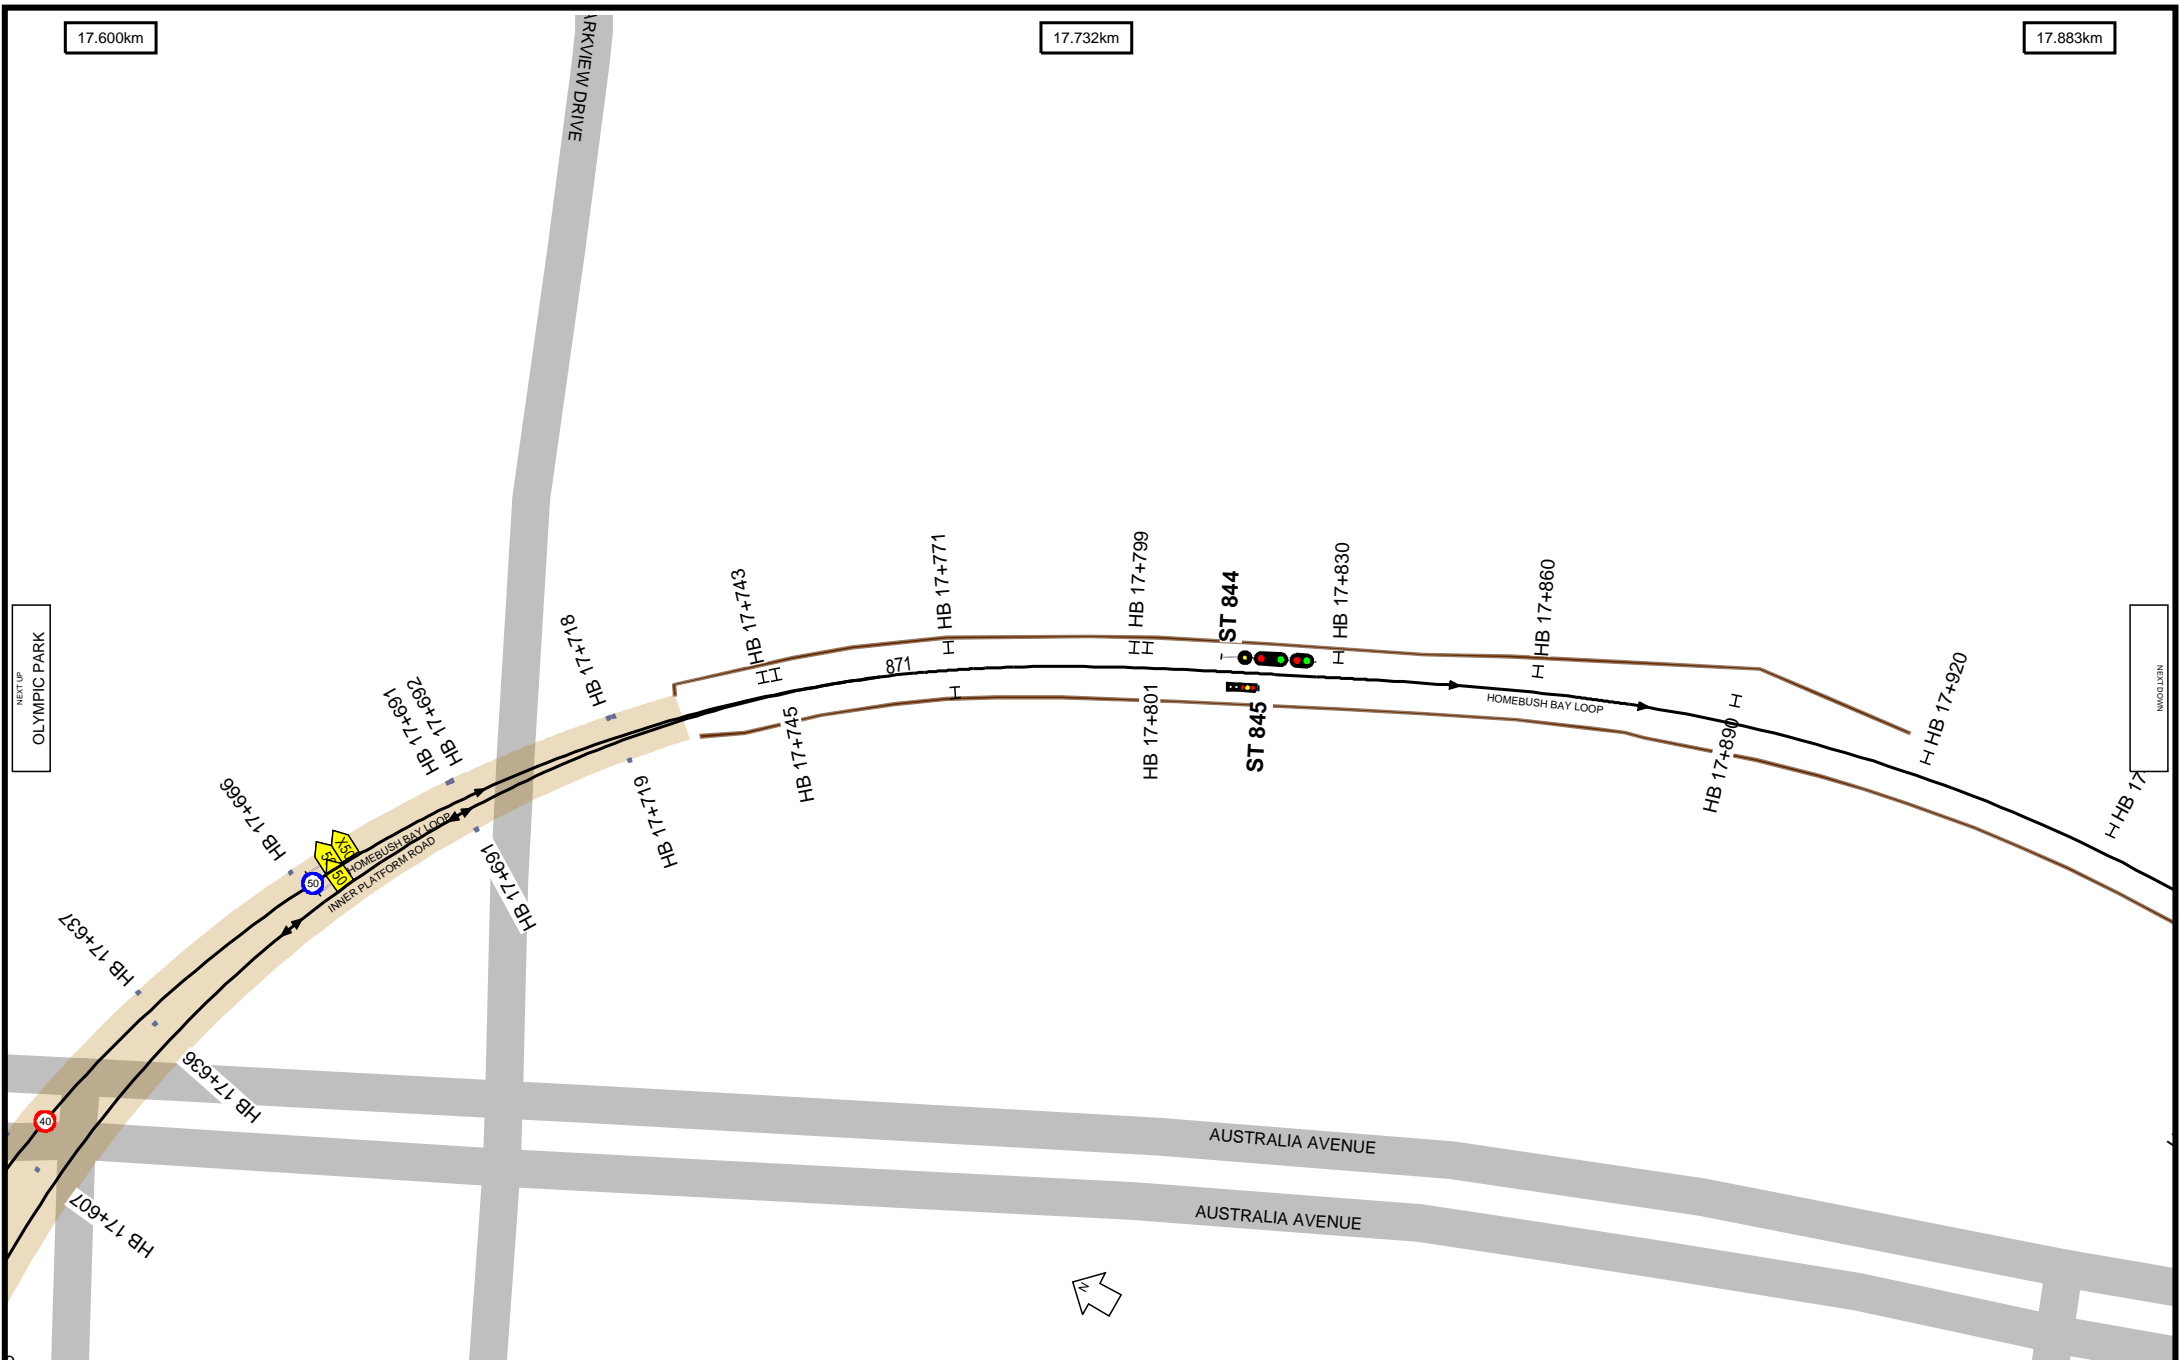 17.600km
17.732km
17.883km
ARKVIEW DRIVE
NEXT UP
OLYMPIC PARK
NEXT DOWN
HB 17+771
HB 17+799
HB 17+830
HB 17+860
HB 17+743
HB 17+718
ST 844
871
HB 17+691
HB 17+692
HB 17+920
HOMEBUSH BAY LOOP
HB 17+745
HB 17+801
ST 845
HB 17+890
HB 17
HB 17+719
HB 17+666
X50
50
50
HOMEBUSH BAY LOOP
INNER PLATFORM ROAD
HB 17+691
HB 17+637
HB 17+636
40
AUSTRALIA AVENUE
HB 17+607
AUSTRALIA AVENUE
N